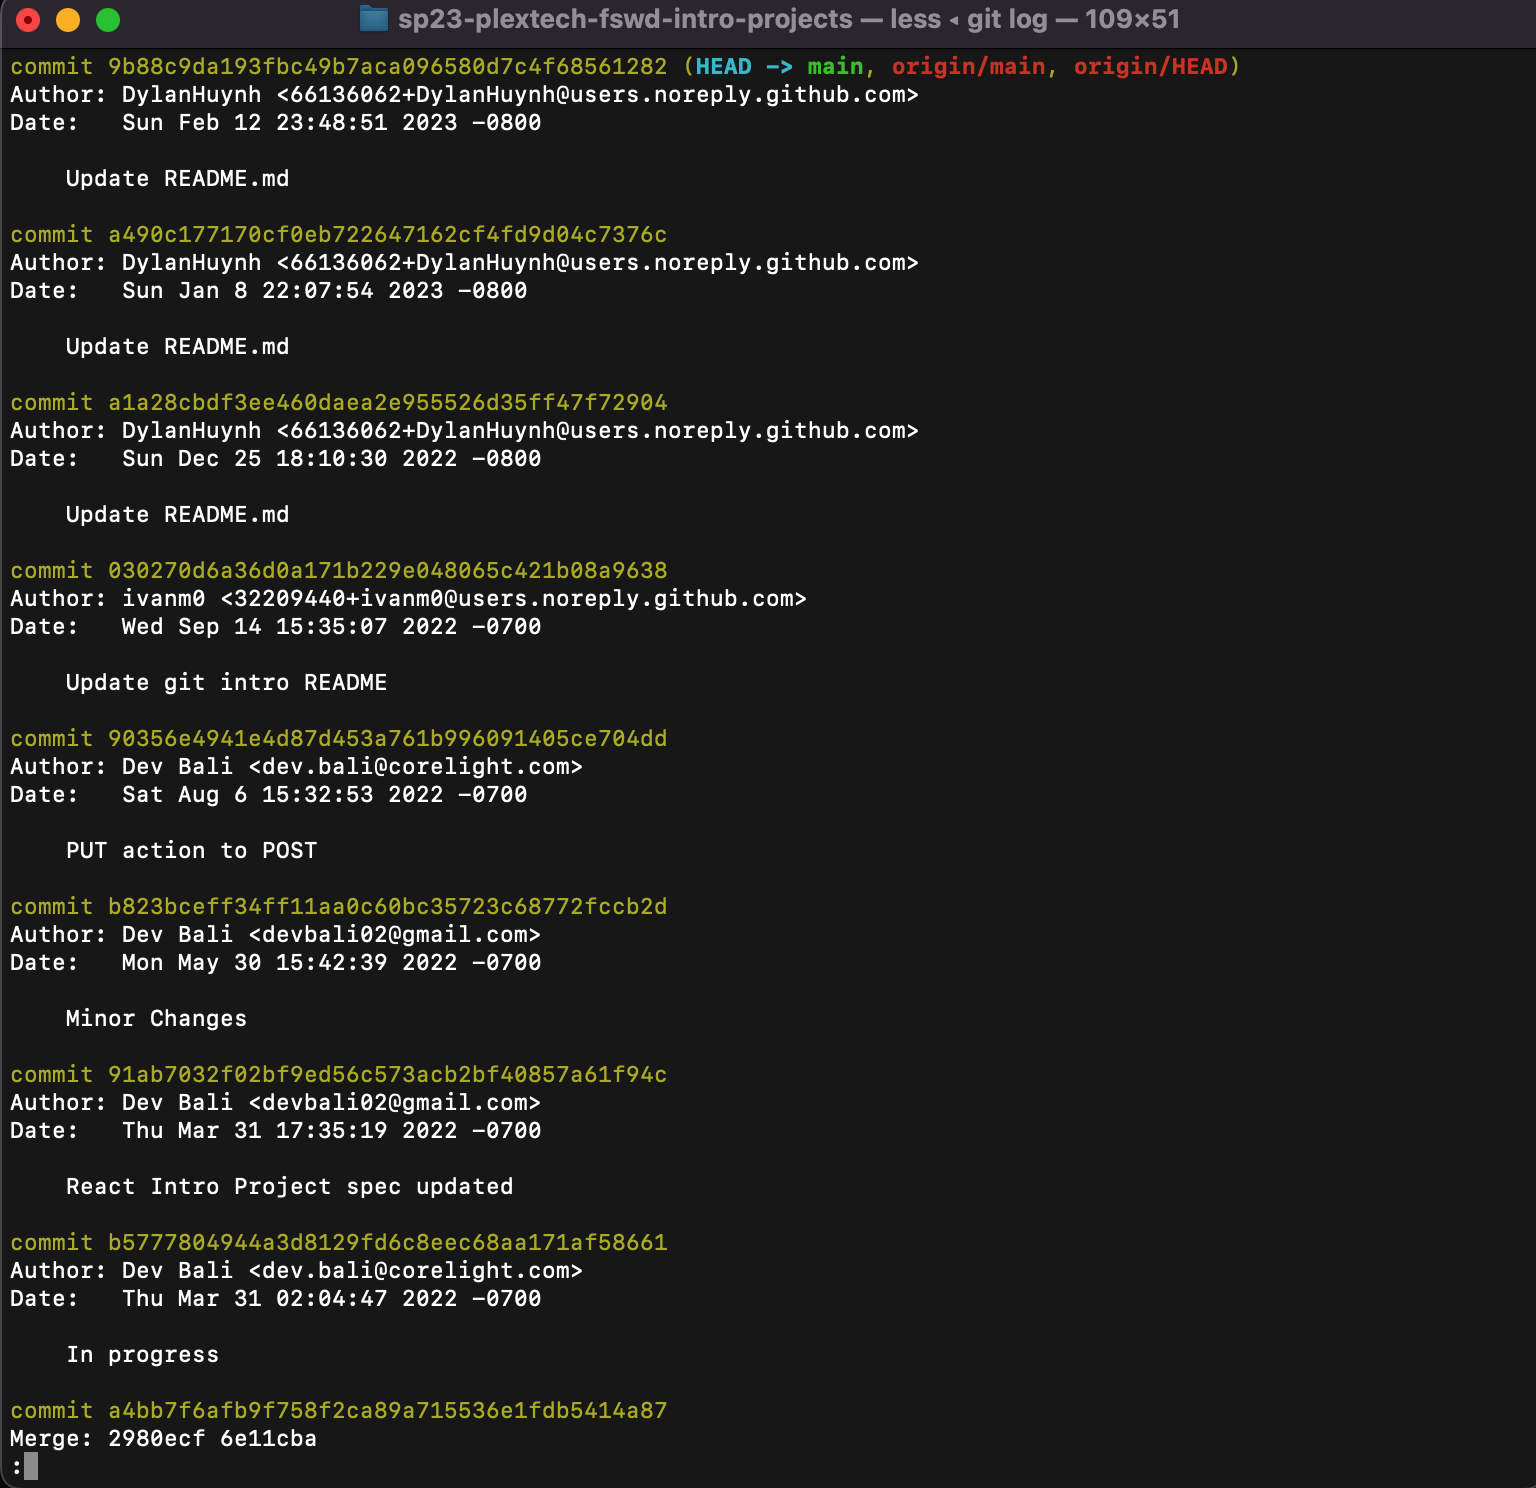 sp23-plextech-fswd-intro-projects — less ◂ git log — 109×51
commit 9b88c9da193fbc49b7aca096580d7c4f68561282 (HEAD -> main, origin/main, origin/HEAD)
Author: DylanHuynh <66136062+DylanHuynh@users.noreply.github.com>
Date:   Sun Feb 12 23:48:51 2023 -0800
    Update README.md
commit a490c177170cf0eb722647162cf4fd9d04c7376c
Author: DylanHuynh <66136062+DylanHuynh@users.noreply.github.com>
Date:   Sun Jan 8 22:07:54 2023 -0800
    Update README.md
commit a1a28cbdf3ee460daea2e955526d35ff47f72904
Author: DylanHuynh <66136062+DylanHuynh@users.noreply.github.com>
Date:   Sun Dec 25 18:10:30 2022 -0800
    Update README.md
commit 030270d6a36d0a171b229e048065c421b08a9638
Author: ivanm0 <32209440+ivanm0@users.noreply.github.com>
Date:   Wed Sep 14 15:35:07 2022 -0700
    Update git intro README
commit 90356e4941e4d87d453a761b996091405ce704dd
Author: Dev Bali <dev.bali@corelight.com>
Date:   Sat Aug 6 15:32:53 2022 -0700
    PUT action to POST
commit b823bceff34ff11aa0c60bc35723c68772fccb2d
Author: Dev Bali <devbali02@gmail.com>
Date:   Mon May 30 15:42:39 2022 -0700
    Minor Changes
commit 91ab7032f02bf9ed56c573acb2bf40857a61f94c
Author: Dev Bali <devbali02@gmail.com>
Date:   Thu Mar 31 17:35:19 2022 -0700
    React Intro Project spec updated
commit b5777804944a3d8129fd6c8eec68aa171af58661
Author: Dev Bali <dev.bali@corelight.com>
Date:   Thu Mar 31 02:04:47 2022 -0700
    In progress
commit a4bb7f6afb9f758f2ca89a715536e1fdb5414a87
Merge: 2980ecf 6e11cba
: